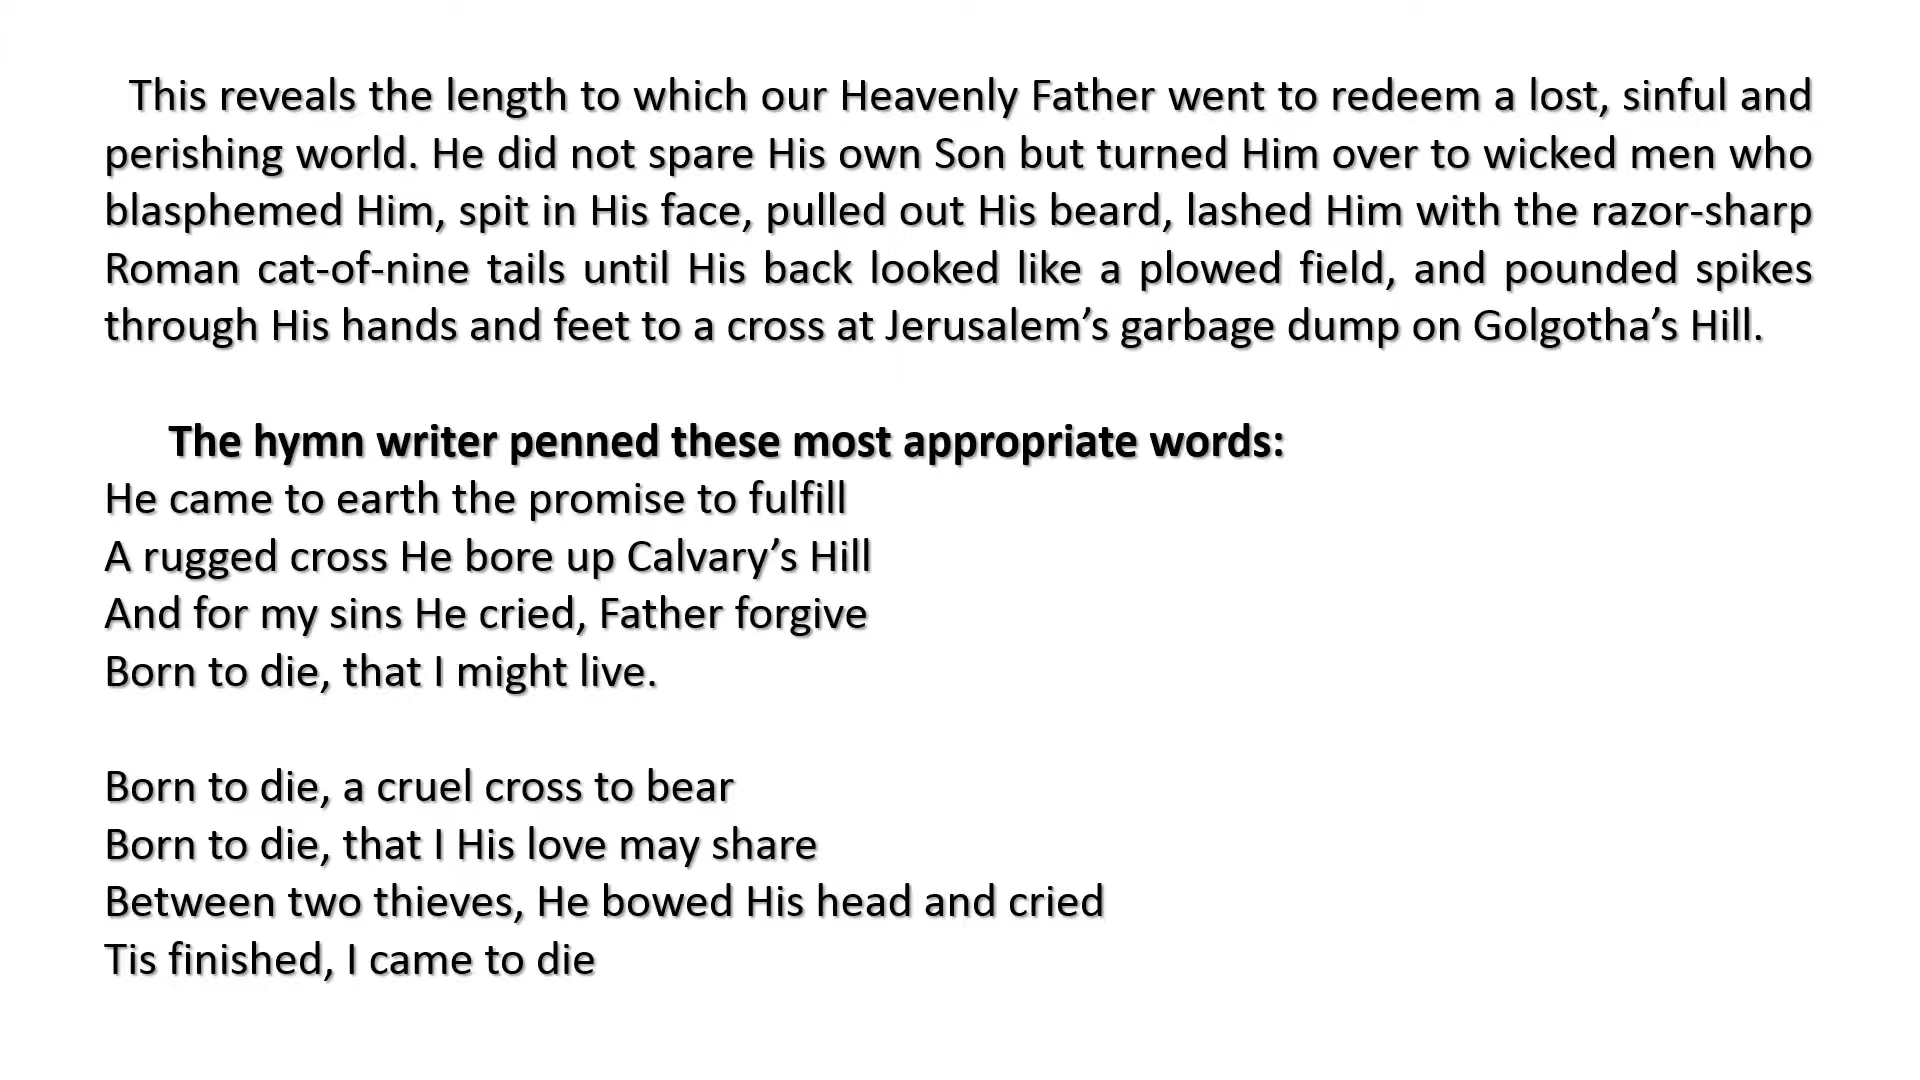 This reveals the length to which our Heavenly Father went to redeem a lost, sinful and
perishing world. He did not spare His own Son but turned Him over to wicked men who
blasphemed Him, spit in His face, pulled out His beard, lashed Him with the razor-sharp
Roman cat-of-nine tails until His back looked like a plowed field, and pounded spikes
through His hands and feet to a cross at Jerusalem’s garbage dump on Golgotha’s Hill.
The hymn writer penned these most appropriate words:
He came to earth the promise to fulfill
A rugged cross He bore up Calvary’s Hill
And for my sins He cried, Father forgive
Born to die, that I might live.
Born to die, a cruel cross to bear
Born to die, that I His love may share
Between two thieves, He bowed His head and cried
Tis finished, I came to die